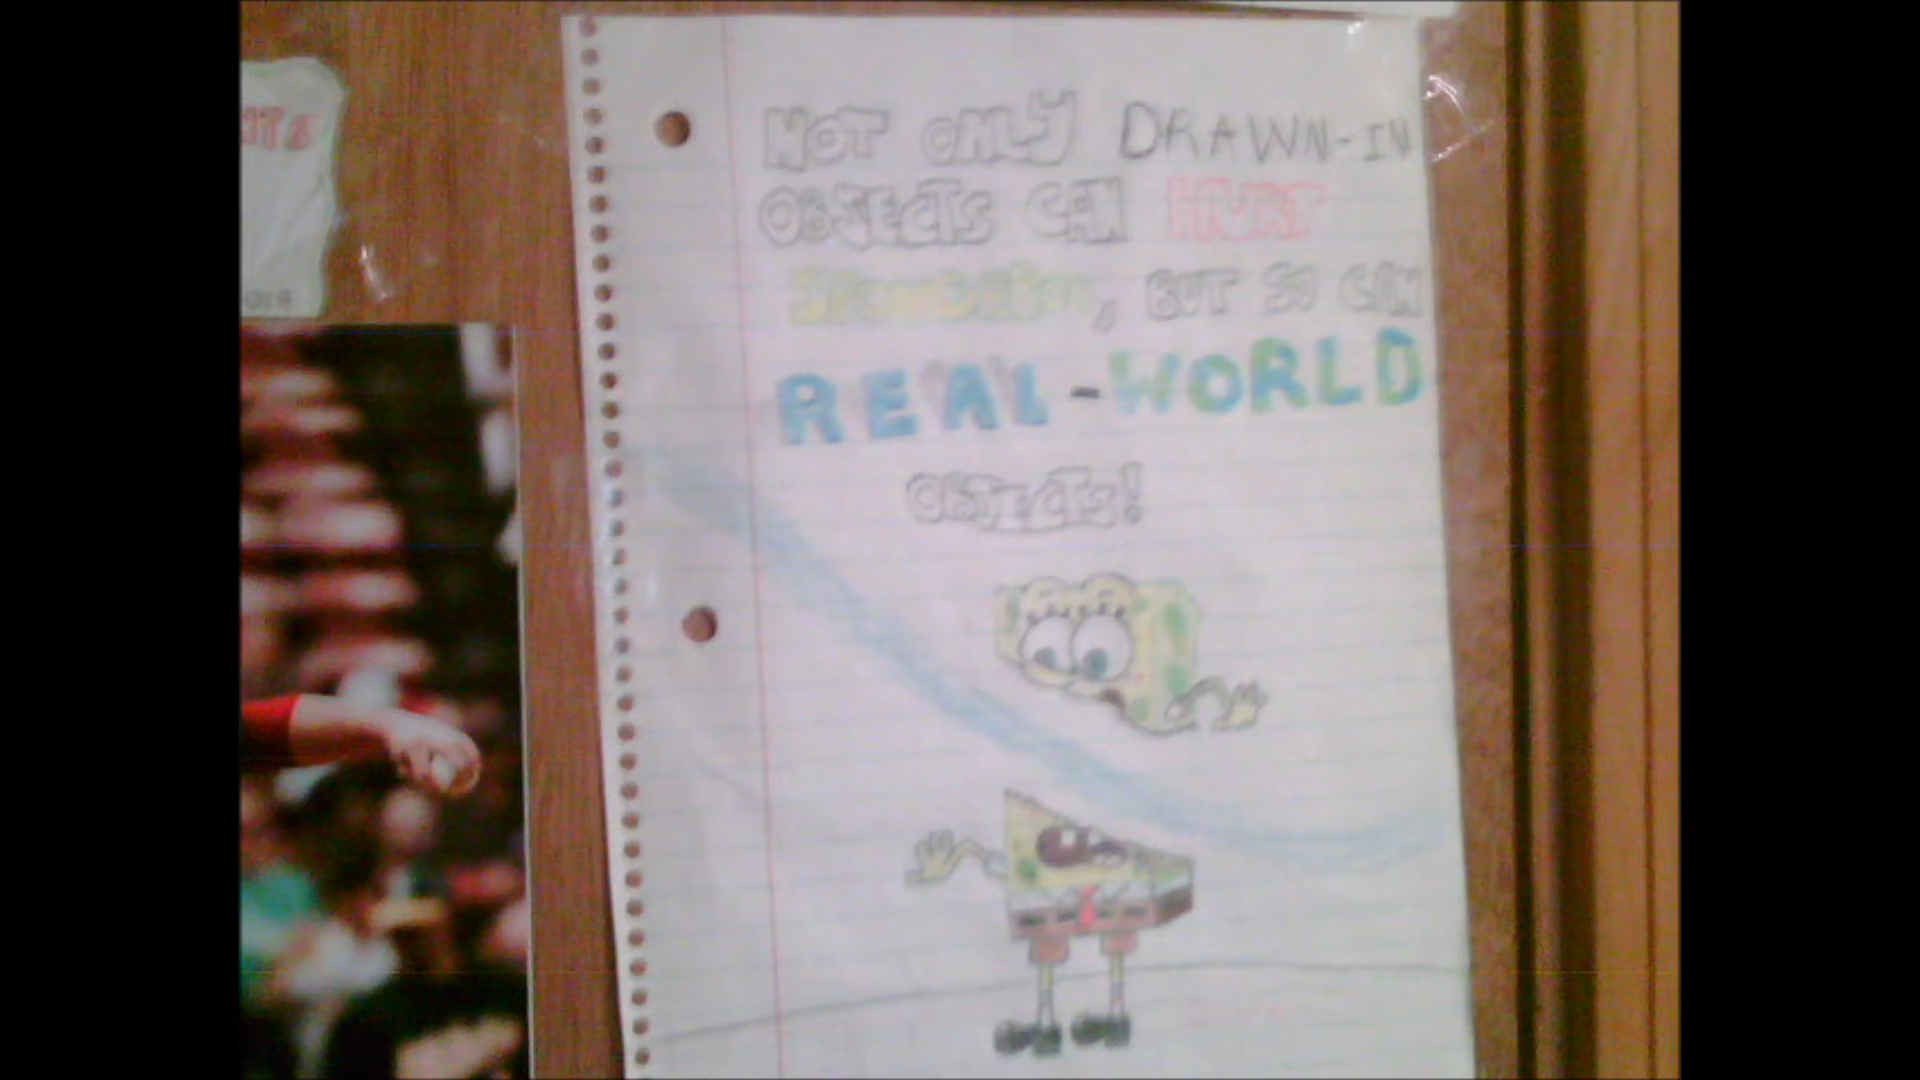 NOT ONLY DRAWN-IN
OBJECTS CAN HURT
SPONGEBOB, BUT SO CAN
REAL-WORLD
OBJECTS!